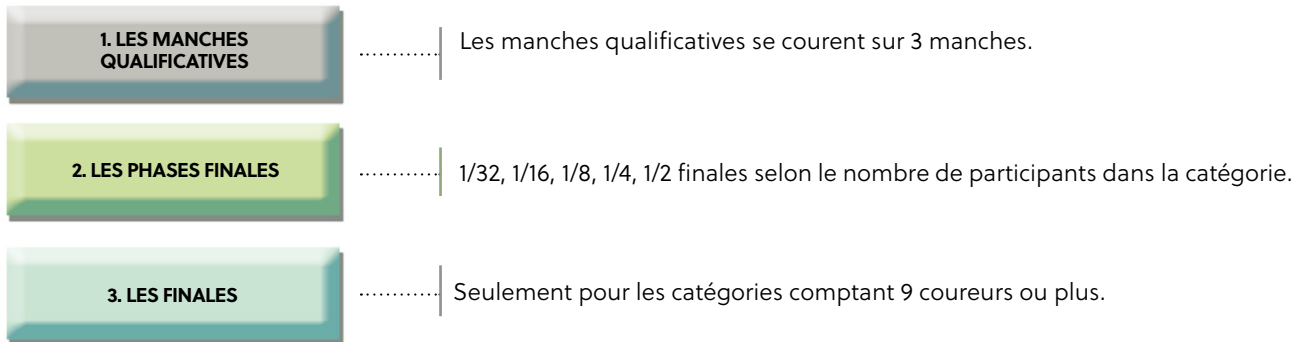 1. LES MANCHES
QUALIFICATIVES
Les manches qualificatives se courent sur 3 manches.
2. LES PHASES FINALES
1/32, 1/16, 1/8, 1/4, 1/2 finales selon le nombre de participants dans la catégorie.
3. LES FINALES
Seulement pour les catégories comptant 9 coureurs ou plus.